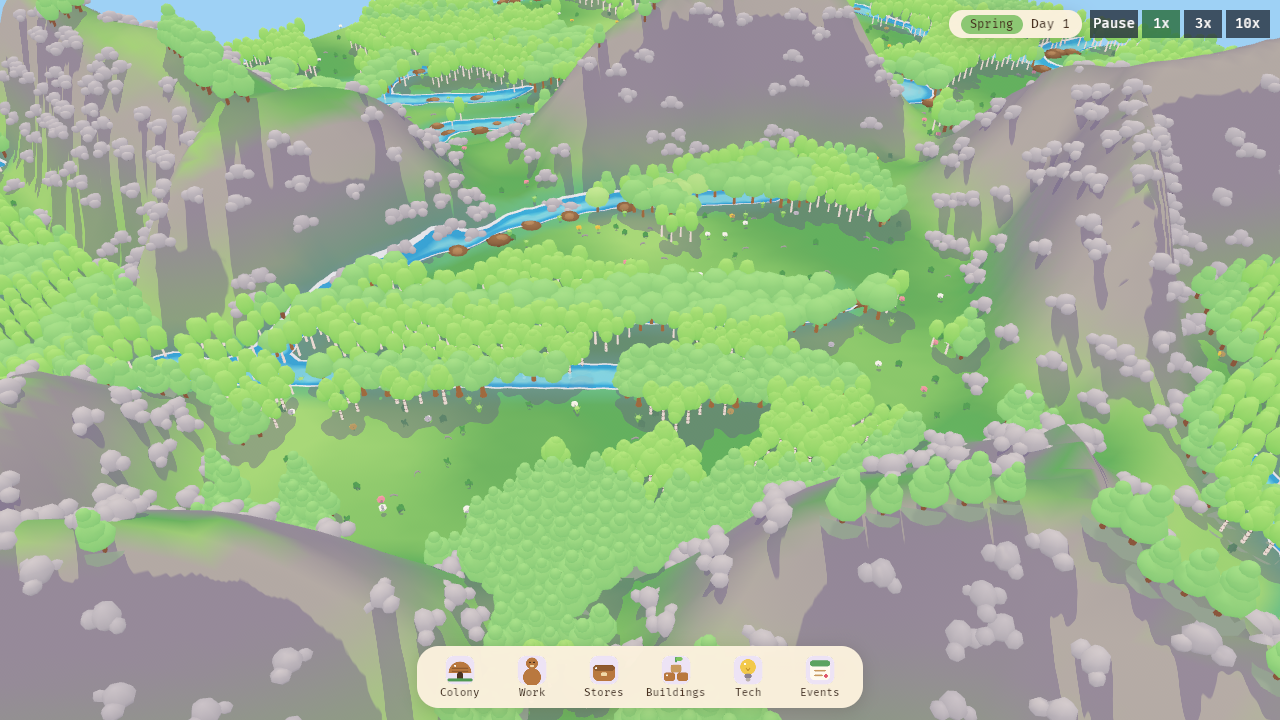 Spring Day 1 Pause 1x 3x 10x
Colony Work Stores Buildings Tech Events